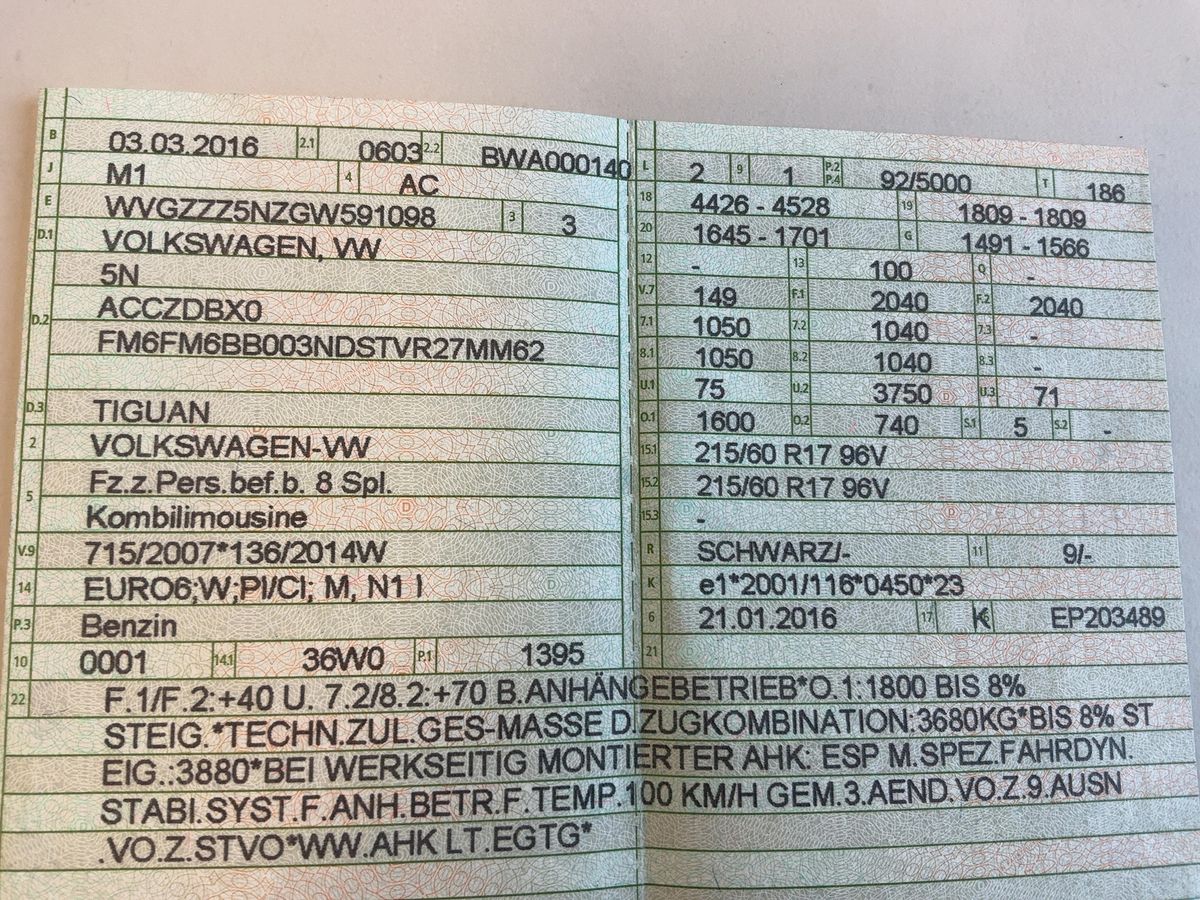 B 03.03.2016 2.1 0603 2.2 BWA000140
J M1 4 AC
E WVGZZZ5NZGW591098 3 3
D.1 VOLKSWAGEN, VW
5N
D.2 ACCZDBX0
FM6FM6BB003NDSTVR27MM62
D.3 TIGUAN
2 VOLKSWAGEN-VW
5 Fz.z.Pers.bef.b. 8 Spl.
Kombilimousine
V.9 715/2007*136/2014W
14 EURO6;W;PI/CI; M, N1 I
P.3 Benzin
10 0001 14.1 36W0 P.1 1395
L 2 9 1 P.2 P.4 92/5000 T 186
18 4426 - 4528 19 1809 - 1809
20 1645 - 1701 G 1491 - 1566
12 - 13 100 Q -
V.7 149 F.1 2040 F.2 2040
7.1 1050 7.2 1040 7.3 -
8.1 1050 8.2 1040 8.3 -
U.1 75 U.2 3750 U.3 71
O.1 1600 O.2 740 S.1 5 S.2 -
15.1 215/60 R17 96V
15.2 215/60 R17 96V
15.3 -
R SCHWARZ/- 11 9/-
K e1*2001/116*0450*23
6 21.01.2016 17 K EP203489
21
22 F.1/F.2:+40 U. 7.2/8.2:+70 B.ANHÄNGEBETRIEB*O.1:1800 BIS 8%
STEIG.*TECHN.ZUL.GES-MASSE D.ZUGKOMBINATION:3680KG*BIS 8% ST
EIG.:3880*BEI WERKSEITIG MONTIERTER AHK: ESP M.SPEZ.FAHRDYN.
STABI.SYST.F.ANH.BETR.F.TEMP.100 KM/H GEM.3.AEND.VO.Z.9.AUSN
.VO.Z.STVO*WW.AHK LT.EGTG*